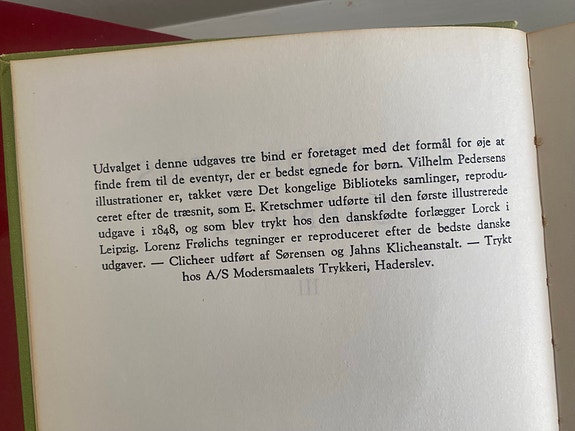 Udvalget i denne udgaves tre bind er foretaget med det formål for øje at
finde frem til de eventyr, der er bedst egnede for børn. Vilhelm Pedersens
illustrationer er, takket være Det kongelige Biblioteks samlinger, reprodu-
ceret efter de træsnit, som E. Kretschmer udførte til den første illustrerede
udgave i 1848, og som blev trykt hos den danskfødte forlægger Lorck i
Leipzig. Lorenz Frølichs tegninger er reproduceret efter de bedste danske
udgaver. — Clicheer udført af Sørensen og Jahns Klicheanstalt. — Trykt
hos A/S Modersmaalets Trykkeri, Haderslev.